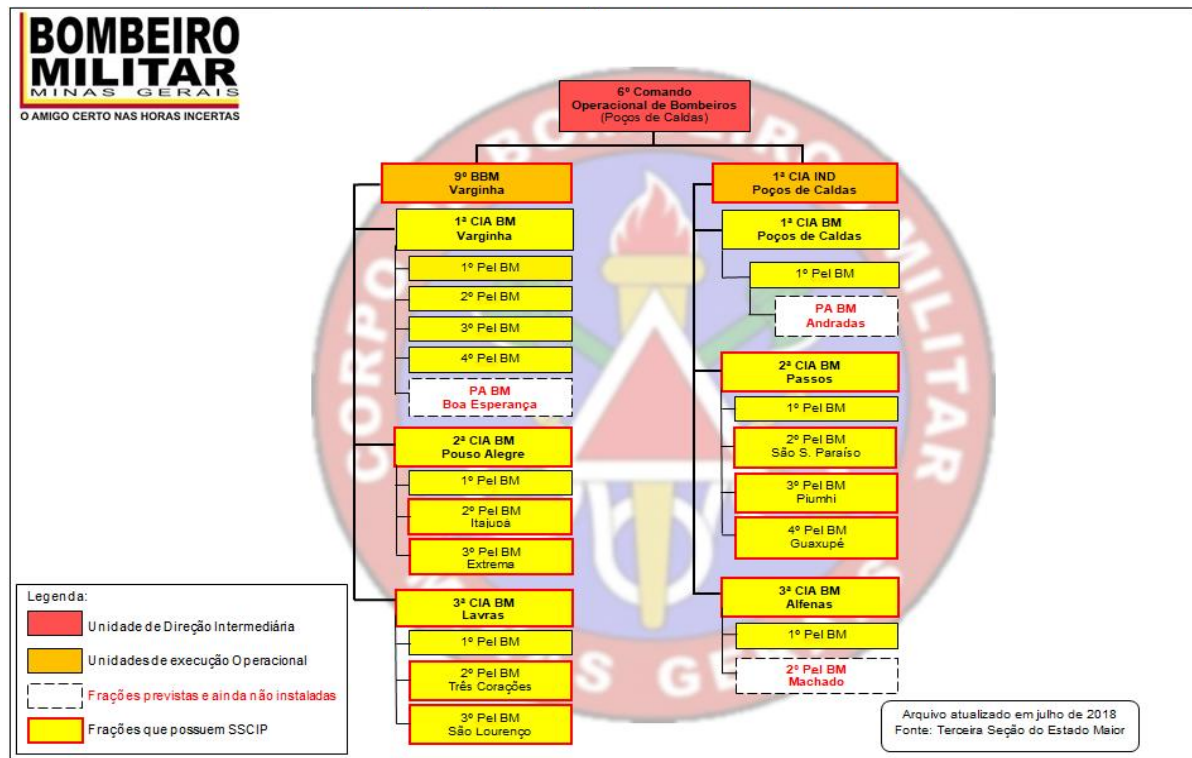 BOMBEIRO
MILITAR
MINAS GERAIS
O AMIGO CERTO NAS HORAS INCERTAS
6º Comando
Operacional de Bombeiros
(Poços de Caldas)
9º BBM
Varginha
1ª CIA BM
Varginha
1º Pel BM
2º Pel BM
3º Pel BM
4º Pel BM
PA BM
Boa Esperança
2ª CIA BM
Pouso Alegre
1º Pel BM
2º Pel BM
Itajubá
3º Pel BM
Extrema
3ª CIA BM
Lavras
1º Pel BM
2º Pel BM
Três Corações
3º Pel BM
São Lourenço
1ª CIA IND
Poços de Caldas
1ª CIA BM
Poços de Caldas
1º Pel BM
PA BM
Andradas
2ª CIA BM
Passos
1º Pel BM
2º Pel BM
São S. Paraíso
3º Pel BM
Piumhi
4º Pel BM
Guaxupé
3ª CIA BM
Alfenas
1º Pel BM
2º Pel BM
Machado
Legenda:
Unidade de Direção Intermediária
Unidades de execução Operacional
Frações previstas e ainda não instaladas
Frações que possuem SSCIP
Arquivo atualizado em julho de 2018
Fonte: Terceira Seção do Estado Maior
CORPO BOMBEIRO MILITAR
MINAS GERAIS